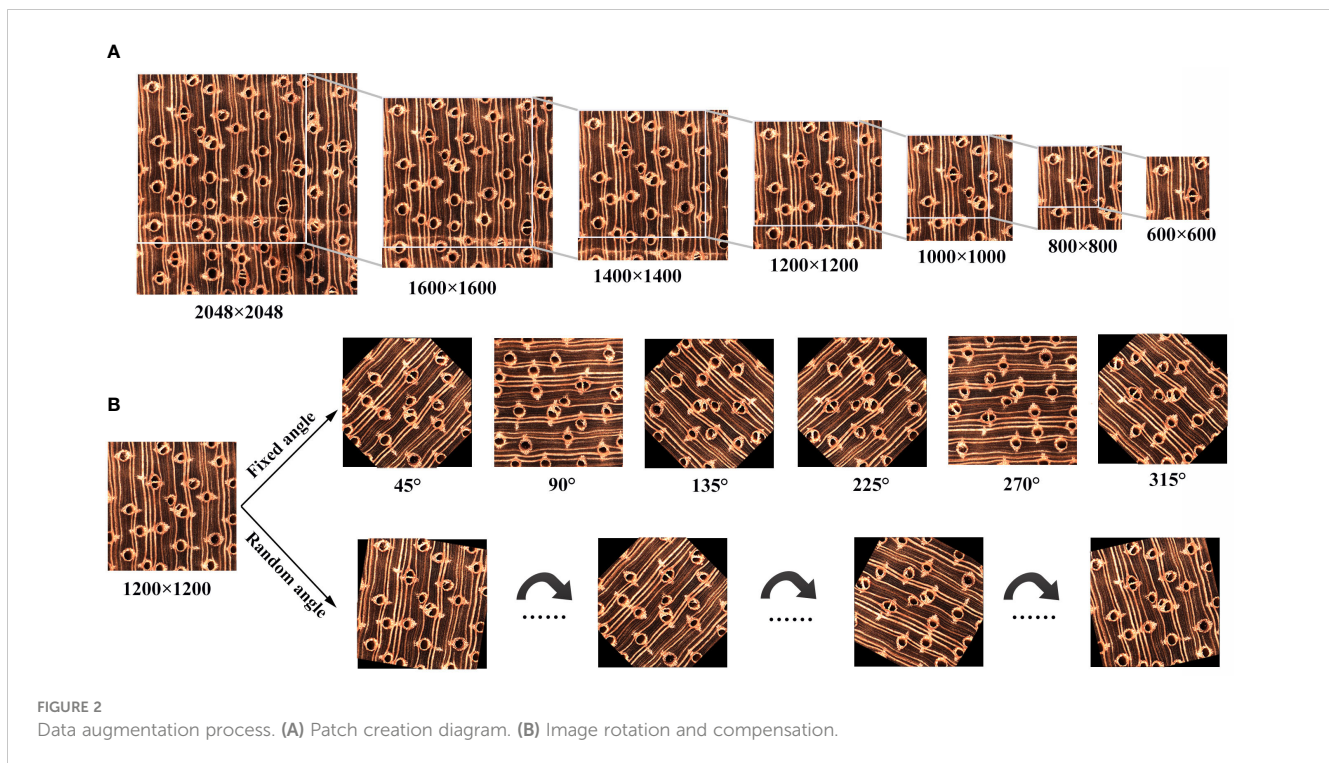 A
2048×2048
1600×1600
1400×1400
1200×1200
1000×1000
800×800
600×600
B
Fixed angle
45°
90°
135°
225°
270°
315°
1200×1200
Random angle
......
......
......
FIGURE 2
Data augmentation process. (A) Patch creation diagram. (B) Image rotation and compensation.